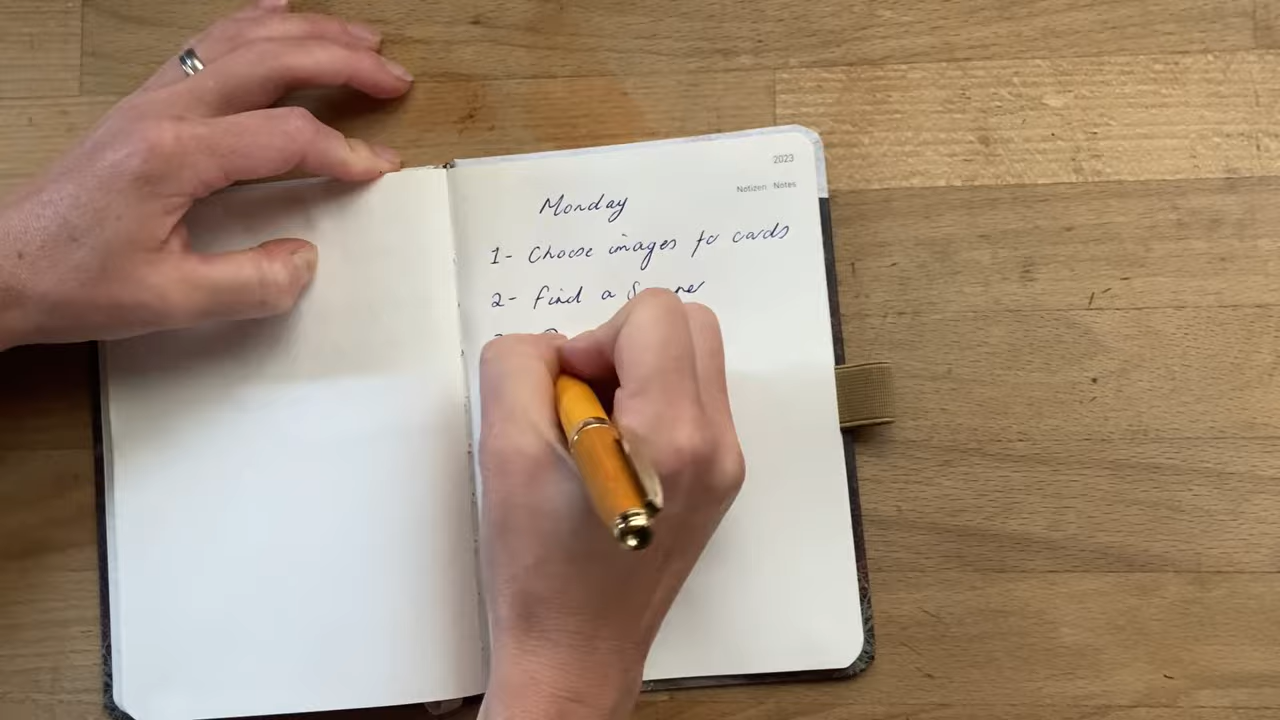 2023
Notizen Notes
Monday
1- Choose images for cards
2- find a